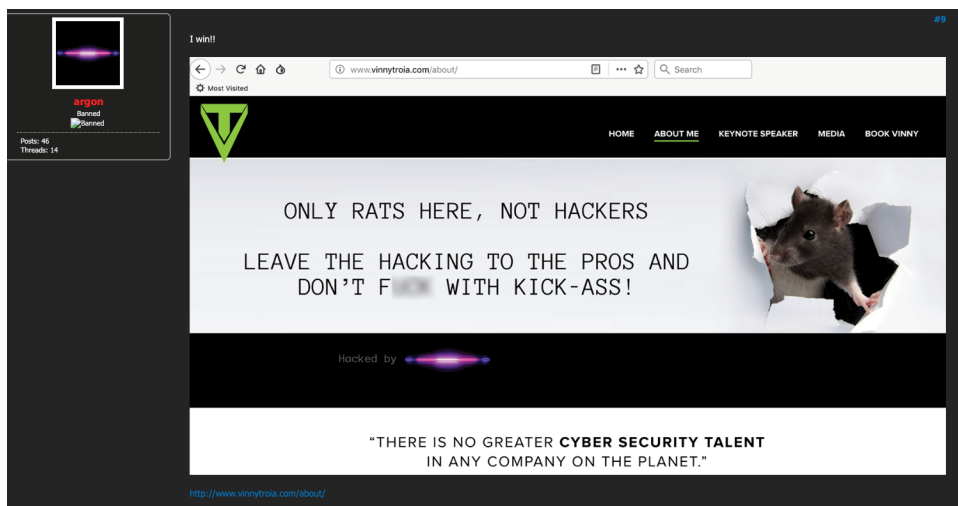 #9
argon
Banned
Banned
Posts: 46
Threads: 14
I win!!
www.vinnytroia.com/about/
Search
Most Visited
HOME ABOUT ME KEYNOTE SPEAKER MEDIA BOOK VINNY
ONLY RATS HERE, NOT HACKERS
LEAVE THE HACKING TO THE PROS AND
DON'T F WITH KICK-ASS!
Hacked by
“THERE IS NO GREATER CYBER SECURITY TALENT
IN ANY COMPANY ON THE PLANET.”
http://www.vinnytroia.com/about/